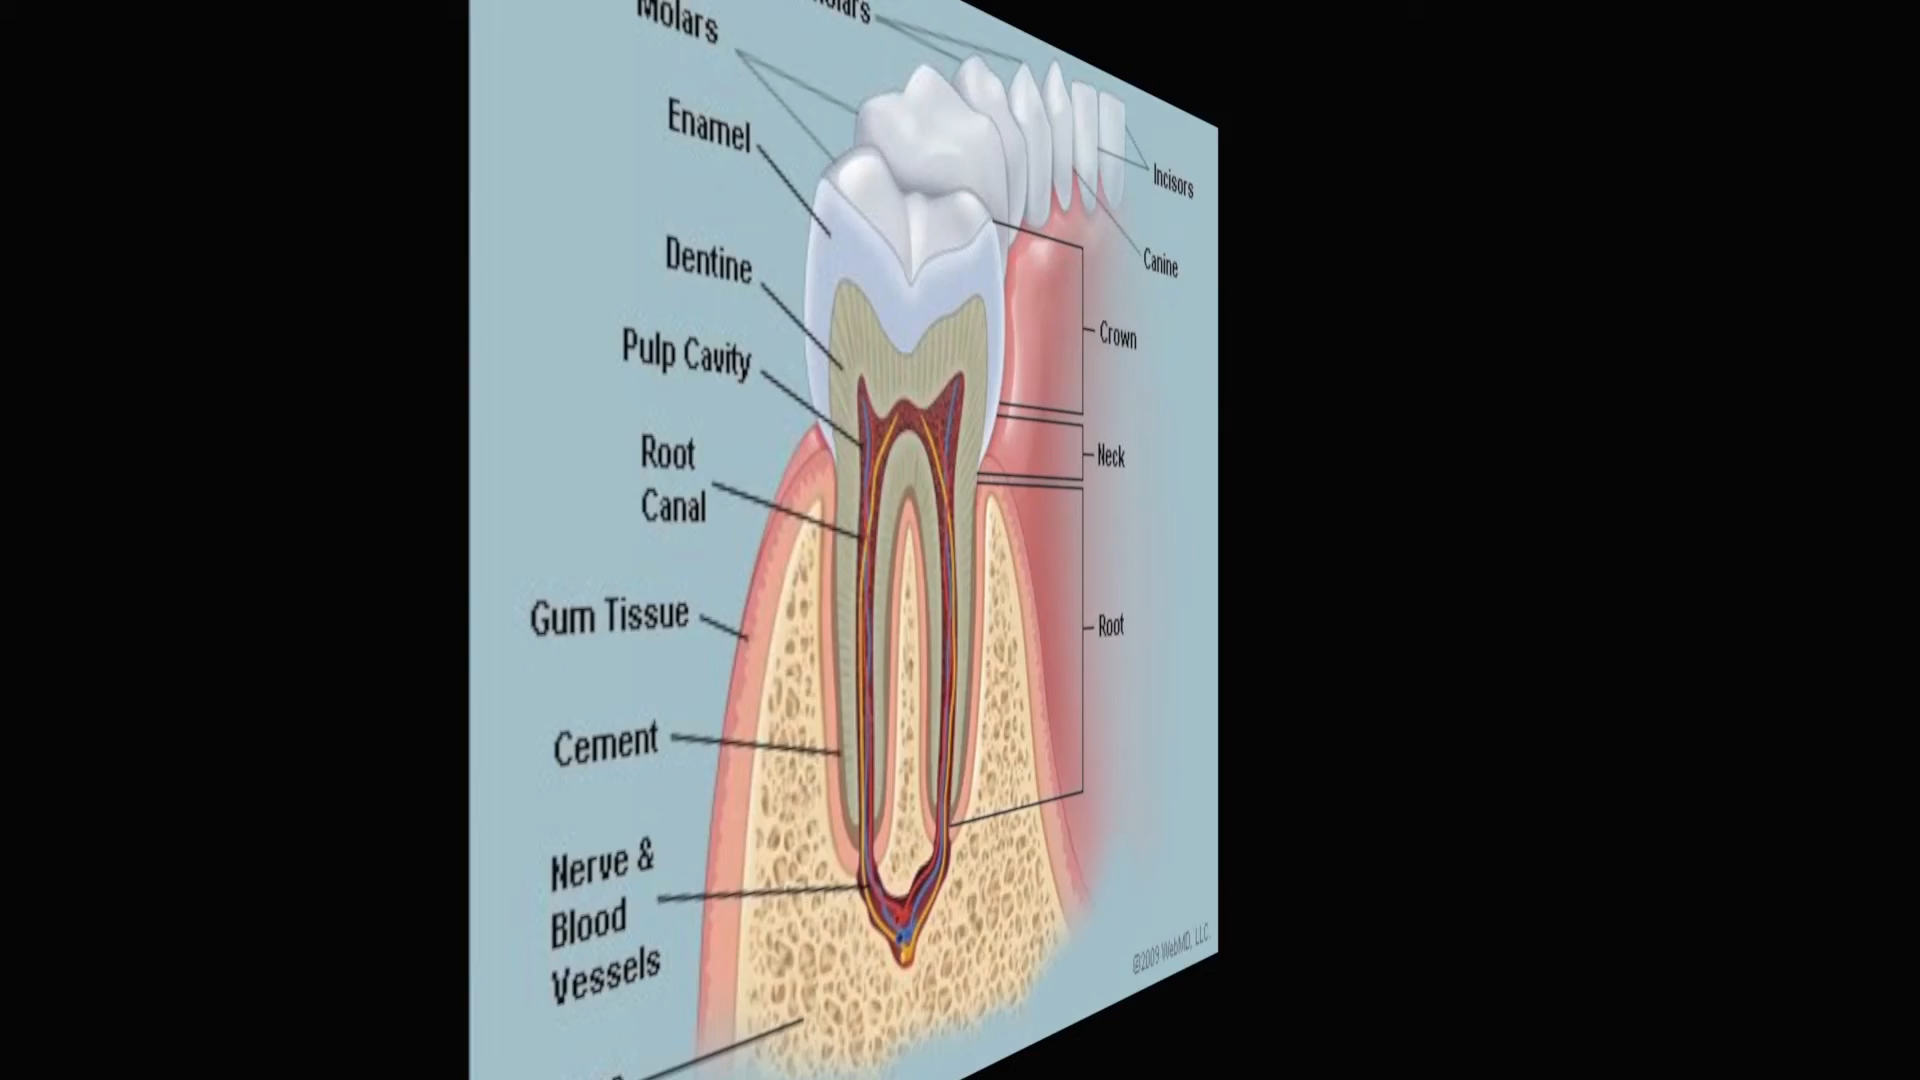 Molars
Enamel
Dentine
Pulp Cavity
Root
Canal
Gum Tissue
Cement
Nerve &
Blood
Vessels
Incisors
Canine
Crown
Neck
Root
©2009 WebMD, LLC.